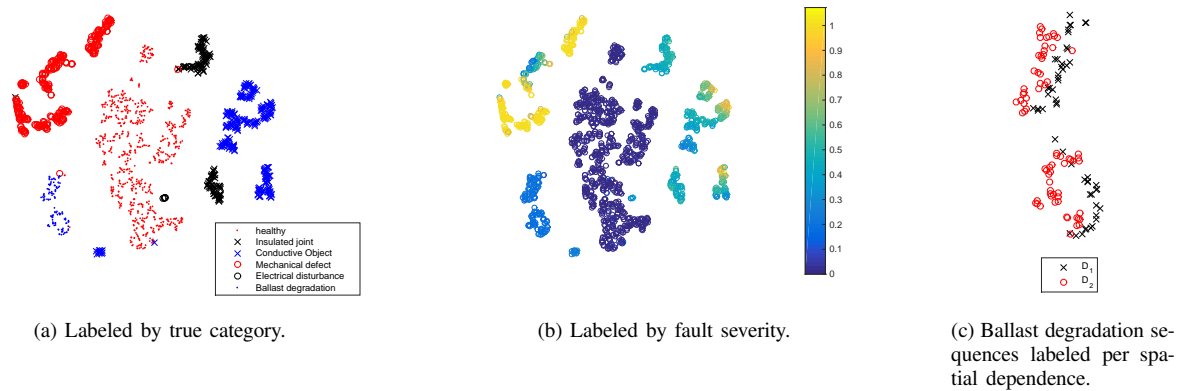 healthy
Insulated joint
Conductive Object
Mechanical defect
Electrical disturbance
Ballast degradation
1
0.9
0.8
0.7
0.6
0.5
0.4
0.3
0.2
0.1
0
D1
D2
(a) Labeled by true category.
(b) Labeled by fault severity.
(c) Ballast degradation se-
quences labeled per spa-
tial dependence.